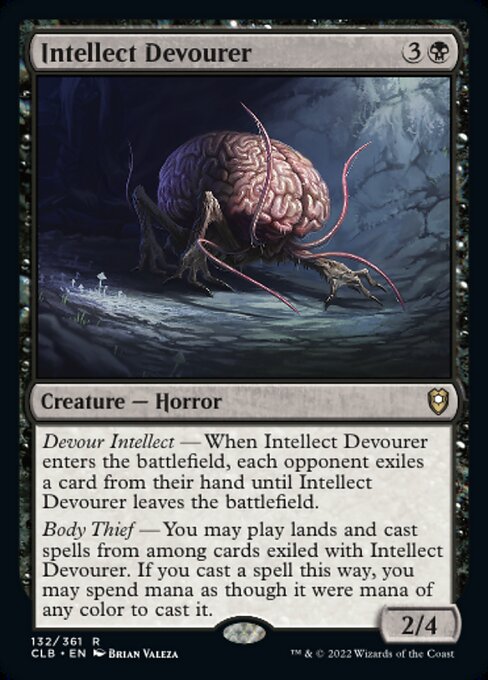 Intellect Devourer 3
Creature — Horror
Devour Intellect — When Intellect Devourer
enters the battlefield, each opponent exiles
a card from their hand until Intellect
Devourer leaves the battlefield.
Body Thief — You may play lands and cast
spells from among cards exiled with Intellect
Devourer. If you cast a spell this way, you
may spend mana as though it were mana of
any color to cast it.
2/4
132/361 R
CLB • EN Brian Valeza ™ & © 2022 Wizards of the Coast